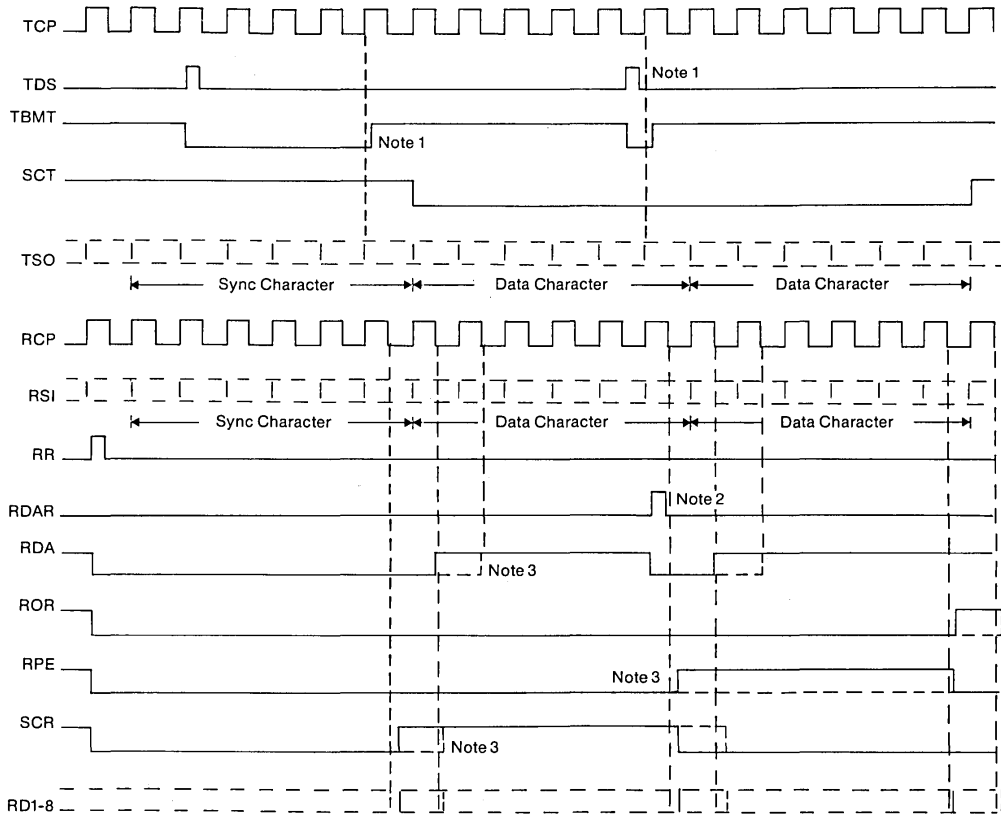 TCP
TDS
Note 1
TBMT
Note 1
SCT
TSO
Sync Character
Data Character
Data Character
RCP
RSI
Sync Character
Data Character
Data Character
RR
RDAR
Note 2
RDA
Note 3
ROR
RPE
Note 3
SCR
Note 3
RD1-8